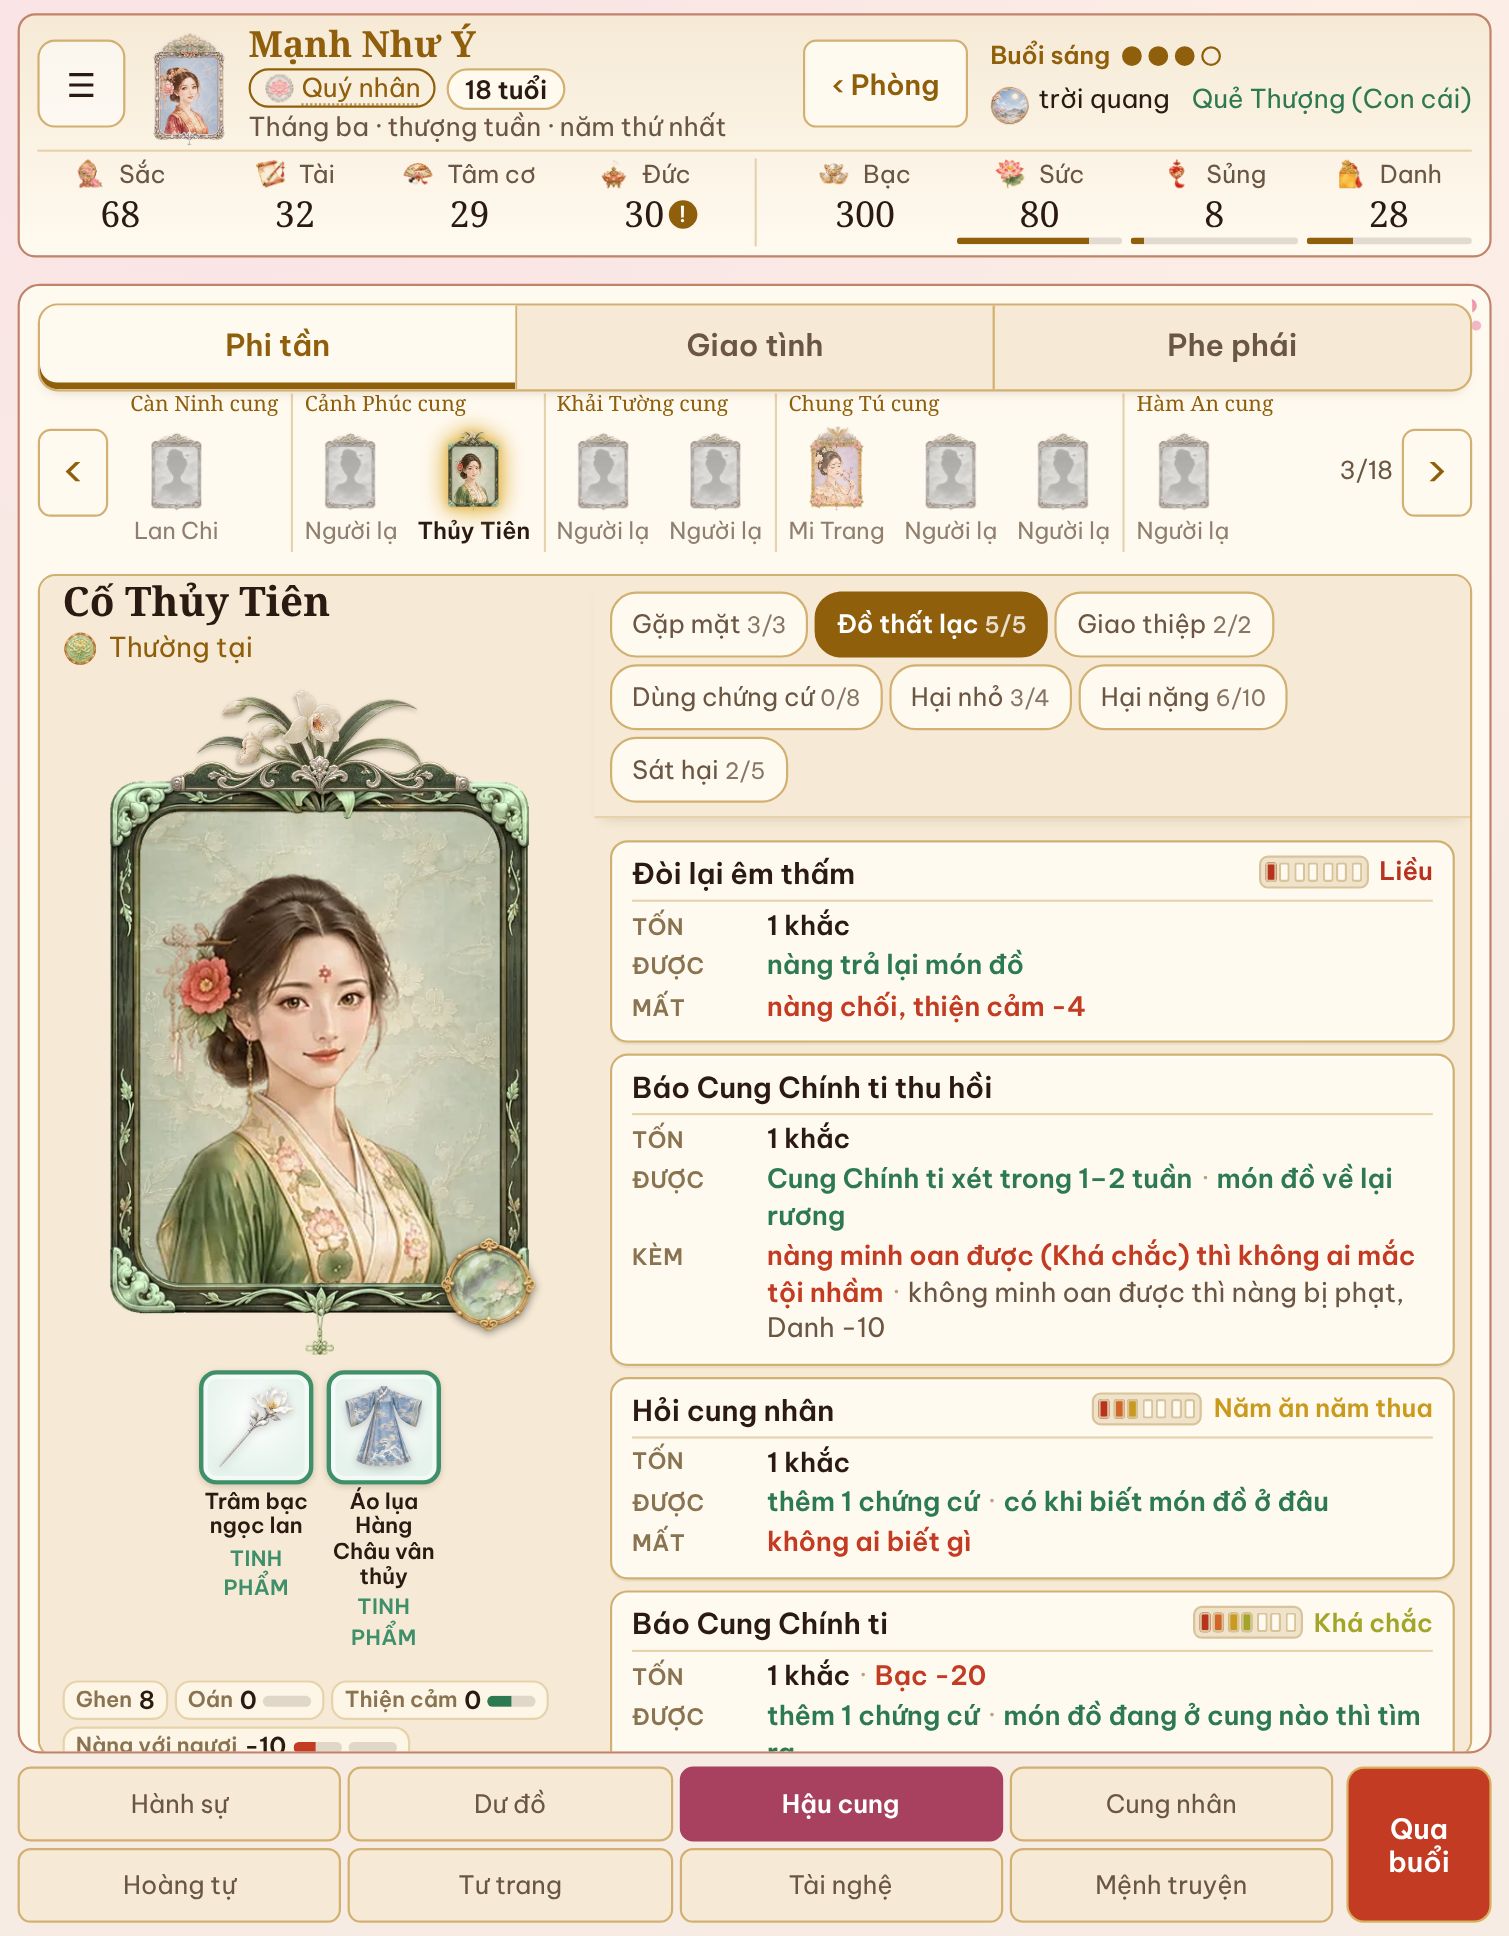 ☰
Mạnh Như Ý
Quý nhân
18 tuổi
Tháng ba · thượng tuần · năm thứ nhất
‹ Phòng
Buổi sáng
trời quang
Quẻ Thượng (Con cái)
Sắc
Tài
Tâm cơ
Đức
Bạc
Sức
Sủng
Danh
68
32
29
30 !
300
80
8
28
Phi tần
Giao tình
Phe phái
Càn Ninh cung
Cảnh Phúc cung
Khải Tường cung
Chung Tú cung
Hàm An cung
‹
Lan Chi
Người lạ
Thủy Tiên
Người lạ
Người lạ
Mi Trang
Người lạ
Người lạ
Người lạ
3/18
›
Cố Thủy Tiên
Thường tại
Trâm bạc
ngọc lan
TINH
PHẨM
Áo lụa
Hàng
Châu vân
thủy
TINH
PHẨM
Ghen 8
Oán 0
Thiện cảm 0
Nàng với ngươi -10
Gặp mặt 3/3
Đồ thất lạc 5/5
Giao thiệp 2/2
Dùng chứng cứ 0/8
Hại nhỏ 3/4
Hại nặng 6/10
Sát hại 2/5
Đòi lại êm thấm
Liều
TỐN 1 khắc
ĐƯỢC nàng trả lại món đồ
MẤT nàng chối, thiện cảm -4
Báo Cung Chính ti thu hồi
TỐN 1 khắc
ĐƯỢC Cung Chính ti xét trong 1–2 tuần · món đồ về lại
rương
KÈM nàng minh oan được (Khá chắc) thì không ai mắc
tội nhầm · không minh oan được thì nàng bị phạt,
Danh -10
Hỏi cung nhân
Năm ăn năm thua
TỐN 1 khắc
ĐƯỢC thêm 1 chứng cứ · có khi biết món đồ ở đâu
MẤT không ai biết gì
Báo Cung Chính ti
Khá chắc
TỐN 1 khắc · Bạc -20
ĐƯỢC thêm 1 chứng cứ · món đồ đang ở cung nào thì tìm
ra
Hành sự
Dư đồ
Hậu cung
Cung nhân
Hoàng tự
Tư trang
Tài nghệ
Mệnh truyện
Qua
buổi